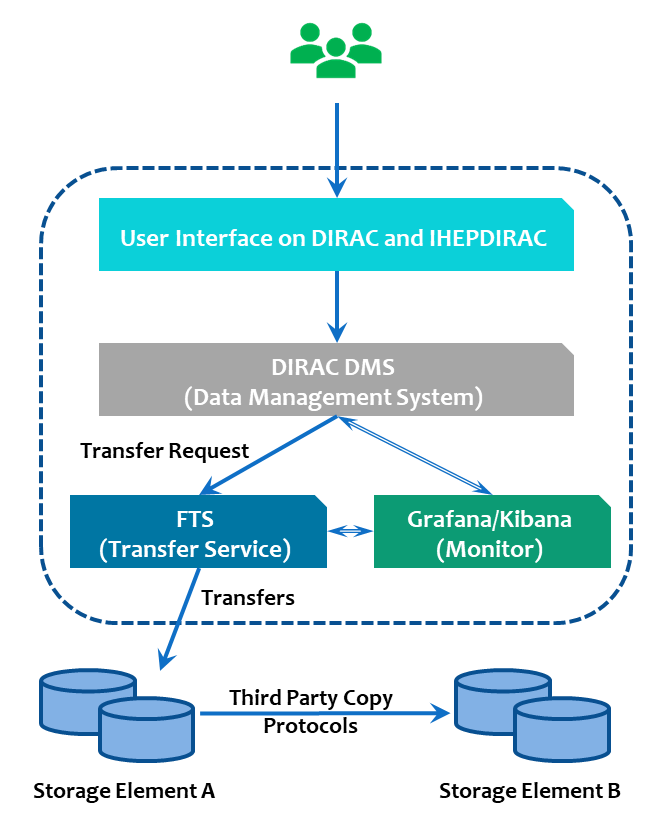 User Interface on DIRAC and IHEPDIRAC
DIRAC DMS
(Data Management System)
Transfer Request
FTS
(Transfer Service)
Grafana/Kibana
(Monitor)
Transfers
Third Party Copy
Protocols
Storage Element A
Storage Element B